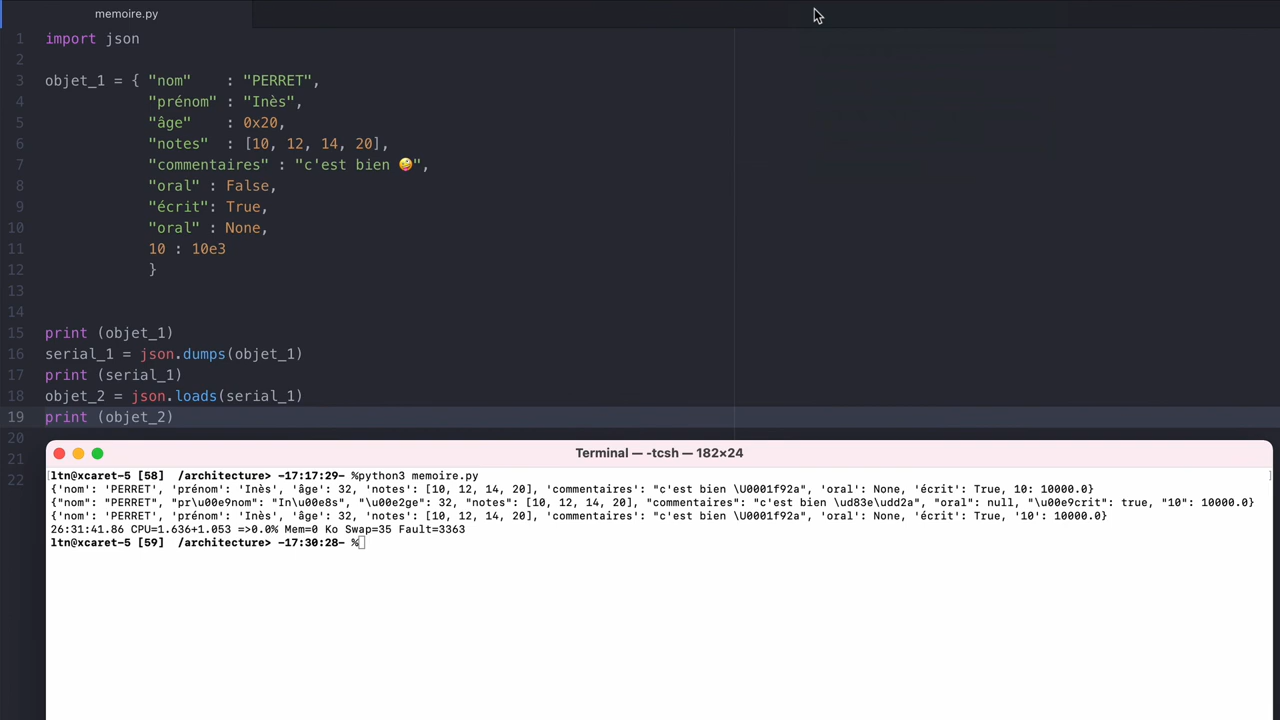 memoire.py
1 import json
2
3 objet_1 = { "nom"    : "PERRET",
4             "prénom" : "Inès",
5             "âge"    : 0x20,
6             "notes"  : [10, 12, 14, 20],
7             "commentaires" : "c'est bien 🤪",
8             "oral" : False,
9             "écrit": True,
10            "oral" : None,
11            10 : 10e3
12            }
13
14
15 print (objet_1)
16 serial_1 = json.dumps(objet_1)
17 print (serial_1)
18 objet_2 = json.loads(serial_1)
19 print (objet_2)
20
21
22
Terminal — -tcsh — 182×24
ltn@xcaret-5 [58]  /architecture> -17:17:29- %python3 memoire.py
{'nom': 'PERRET', 'prénom': 'Inès', 'âge': 32, 'notes': [10, 12, 14, 20], 'commentaires': "c'est bien \U0001f92a", 'oral': None, 'écrit': True, 10: 10000.0}
{"nom": "PERRET", "pr\u00e9nom": "In\u00e8s", "\u00e2ge": 32, "notes": [10, 12, 14, 20], "commentaires": "c'est bien \ud83e\udd2a", "oral": null, "\u00e9crit": true, "10": 10000.0}
{'nom': 'PERRET', 'prénom': 'Inès', 'âge': 32, 'notes': [10, 12, 14, 20], 'commentaires': "c'est bien \U0001f92a", 'oral': None, 'écrit': True, '10': 10000.0}
26:31:41.86 CPU=1.636+1.053 =>0.0% Mem=0 Ko Swap=35 Fault=3363
ltn@xcaret-5 [59]  /architecture> -17:30:28- %